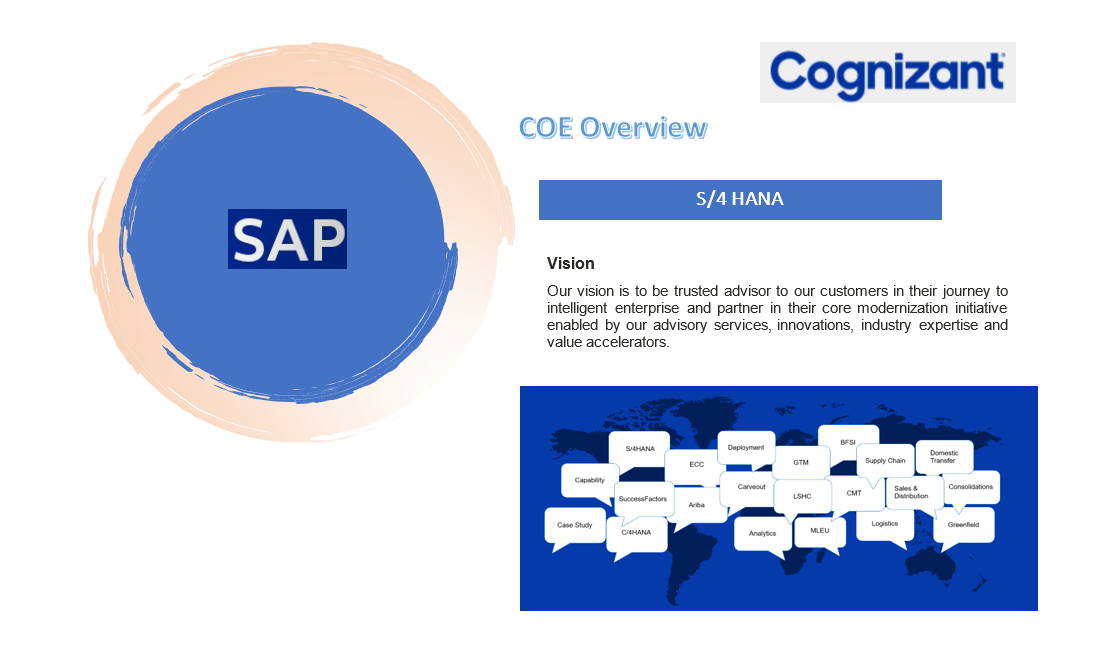 SAP
Cognizant
COE Overview
S/4 HANA
Vision
Our vision is to be trusted advisor to our customers in their journey to
intelligent enterprise and partner in their core modernization initiative
enabled by our advisory services, innovations, industry expertise and
value accelerators.
S/4HANA
ECC
Deployment
GTM
BFSI
Supply Chain
Domestic
Transfer
Capability
SuccessFactors
Ariba
Carveout
LSHC
CMT
Sales &
Distribution
Consolidations
Case Study
C/4HANA
Analytics
MLEU
Logistics
Greenfield